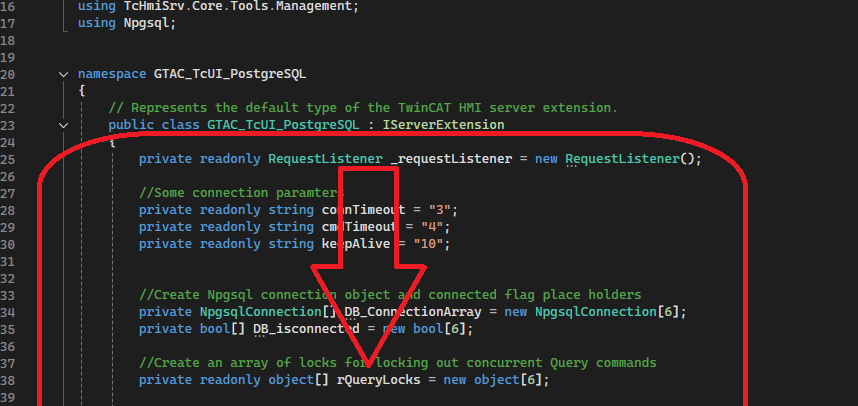 16 using TcHmiSrv.Core.Tools.Management;
17 using Npgsql;
18
19
20 namespace GTAC_TcUI_PostgreSQL
21 {
22 // Represents the default type of the TwinCAT HMI server extension.
23 public class GTAC_TcUI_PostgreSQL : IServerExtension
24 {
25 private readonly RequestListener _requestListener = new RequestListener();
26
27 //Some connection paramters
28 private readonly string connTimeout = "3";
29 private readonly string cmdTimeout = "4";
30 private readonly string keepAlive = "10";
31
32
33 //Create Npgsql connection object and connected flag place holders
34 private NpgsqlConnection[] DB_ConnectionArray = new NpgsqlConnection[6];
35 private bool[] DB_isconnected = new bool[6];
36
37 //Create an array of locks for locking out concurrent Query commands
38 private readonly object[] rQueryLocks = new object[6];
39